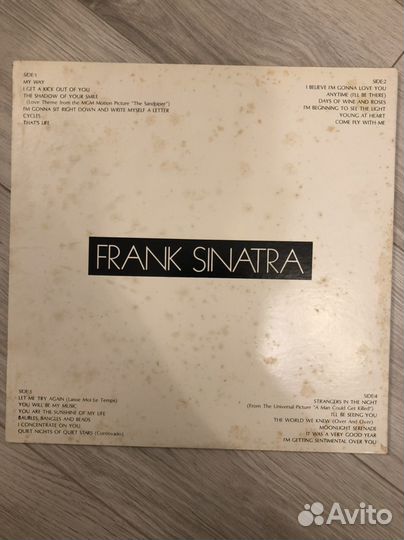 SIDE:1
MY WAY
I GET A KICK OUT OF YOU
THE SHADOW OF YOUR SMILE
(Love Theme from the MGM Motion Picture "The Sandpiper")
I'M GONNA SIT RIGHT DOWN AND WRITE MYSELF A LETTER
CYCLES
THAT'S LIFE
SIDE:2
I BELIEVE I'M GONNA LOVE YOU
ANYTIME (I'LL BE THERE)
DAYS OF WINE AND ROSES
I'M BEGINNING TO SEE THE LIGHT
YOUNG AT HEART
COME FLY WITH ME
FRANK SINATRA
SIDE:3
LET ME TRY AGAIN (Laisse Moi Le Temps)
YOU WILL BE MY MUSIC
YOU ARE THE SUNSHINE OF MY LIFE
BAUBLES, BANGLES AND BEADS
I CONCENTRATE ON YOU
QUIET NIGHTS OF QUIET STARS (Corcovado)
SIDE:4
STRANGERS IN THE NIGHT
(From The Universal Picture "A Man Could Get Killed")
I'LL BE SEEING YOU
THE WORLD WE KNEW (Over And Over)
MOONLIGHT SERENADE
IT WAS A VERY GOOD YEAR
I'M GETTING SENTIMENTAL OVER YOU
Avito